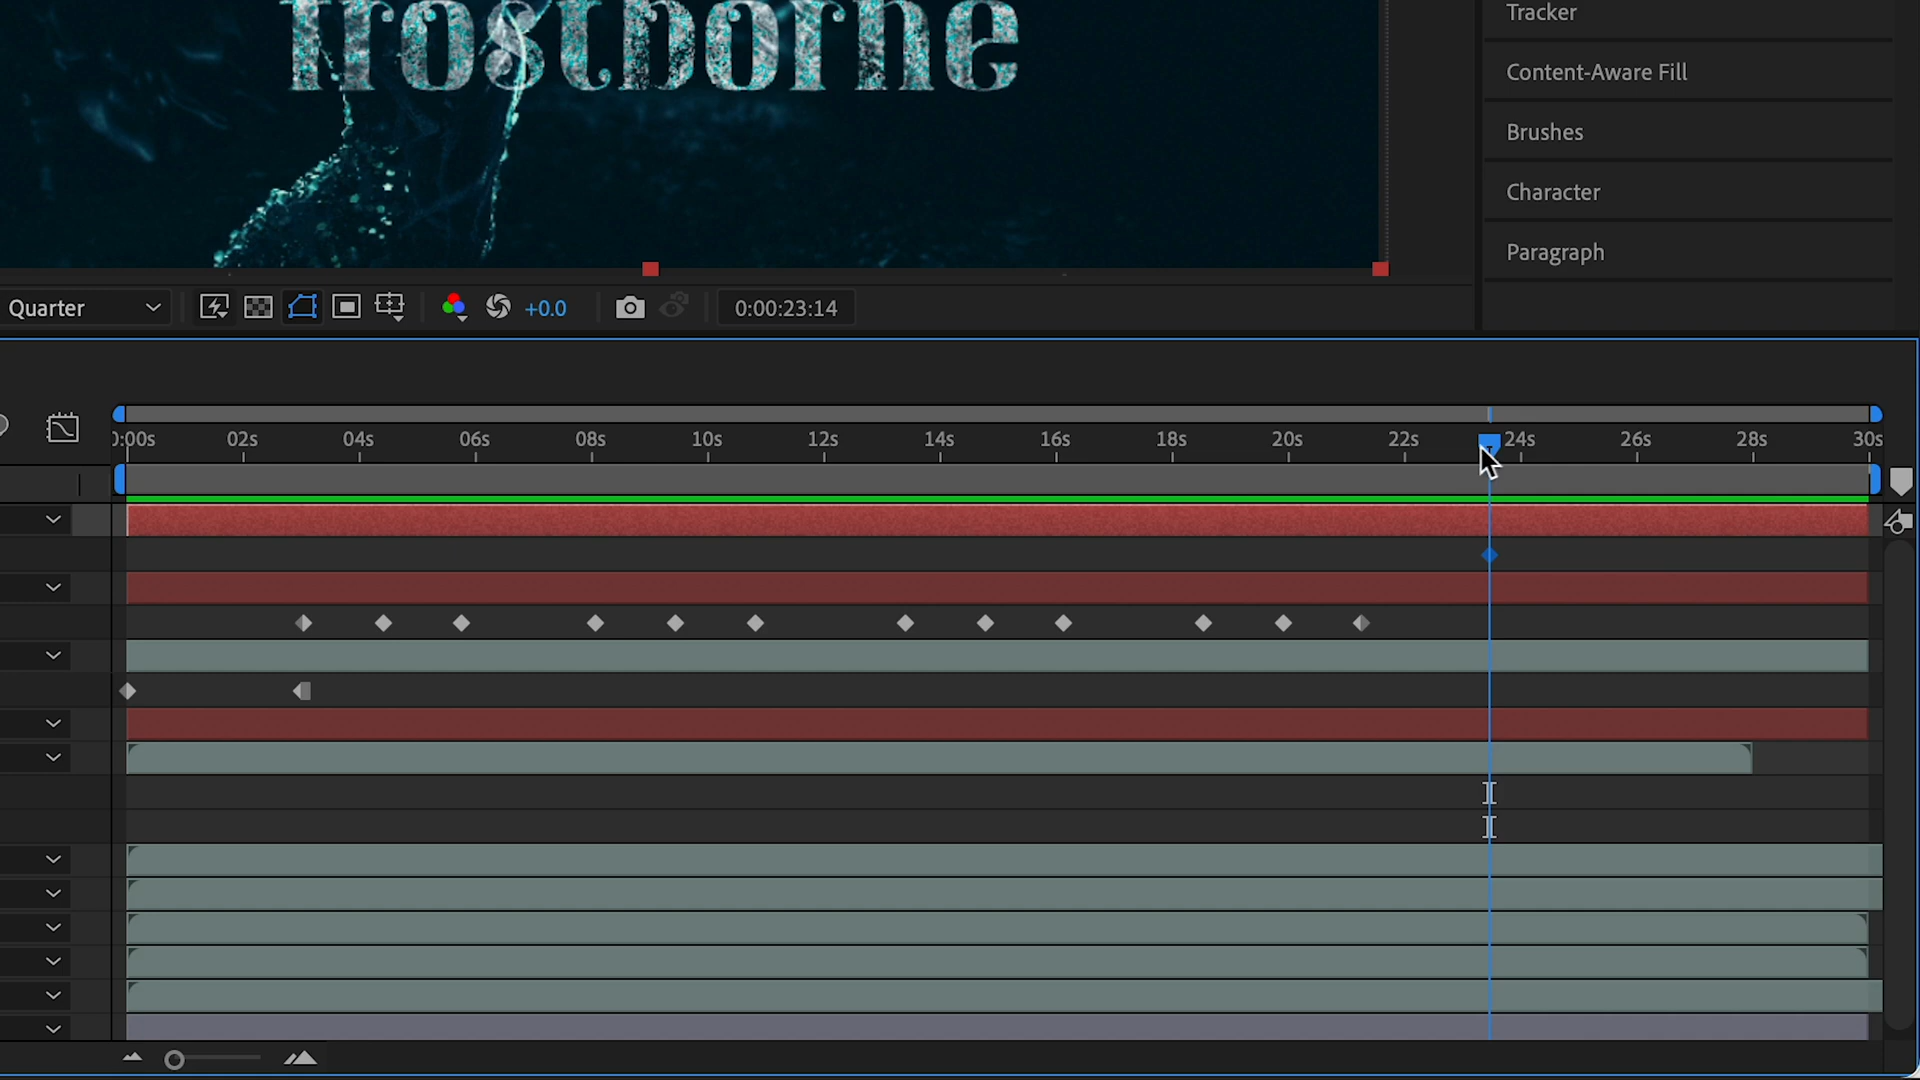 frostborne
Tracker
Content-Aware Fill
Brushes
Character
Paragraph
Quarter
+0.0
0:00:23:14
0:00s 02s 04s 06s 08s 10s 12s 14s 16s 18s 20s 22s 24s 26s 28s 30s